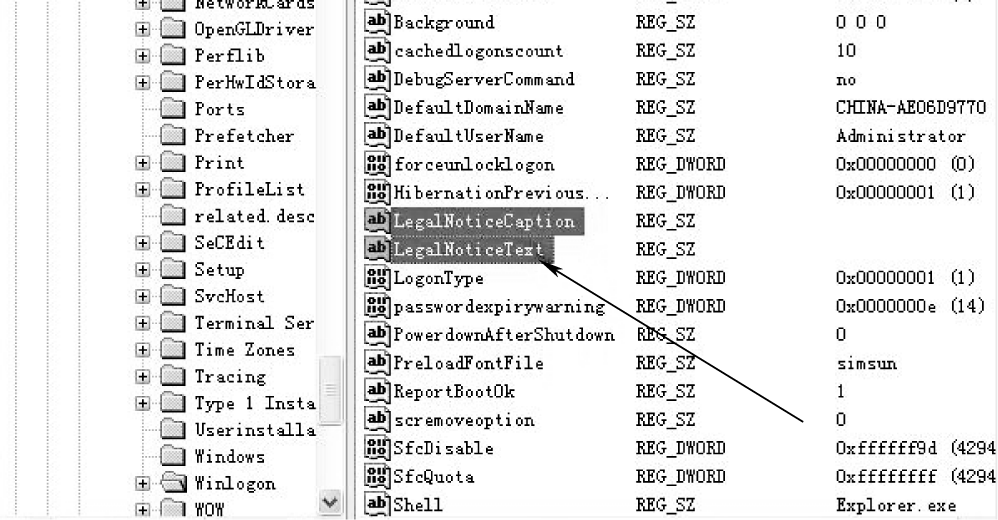 NetworkCards
OpenGLDriver
Perflib
PerHwIdStora
Ports
Prefetcher
Print
ProfileList
related.desc
SeCEdit
Setup
SvcHost
Terminal Ser
Time Zones
Tracing
Type 1 Insta
Userinstalla
Windows
Winlogon
WOW
Background REG_SZ 0 0 0
cachedlogonscount REG_SZ 10
DebugServerCommand REG_SZ no
DefaultDomainName REG_SZ CHINA-AE06D9770
DefaultUserName REG_SZ Administrator
forceunlocklogon REG_DWORD 0x00000000 (0)
HibernationPrevious... REG_DWORD 0x00000001 (1)
LegalNoticeCaption REG_SZ
LegalNoticeText REG_SZ
LogonType REG_DWORD 0x00000001 (1)
passwordexpirywarning REG_DWORD 0x0000000e (14)
PowerdownAfterShutdown REG_SZ 0
PreloadFontFile REG_SZ simsun
ReportBootOk REG_SZ 1
scremoveoption REG_SZ 0
SfcDisable REG_DWORD 0xffffff9d (4294
SfcQuota REG_DWORD 0xffffffff (4294
Shell REG_SZ Explorer.exe